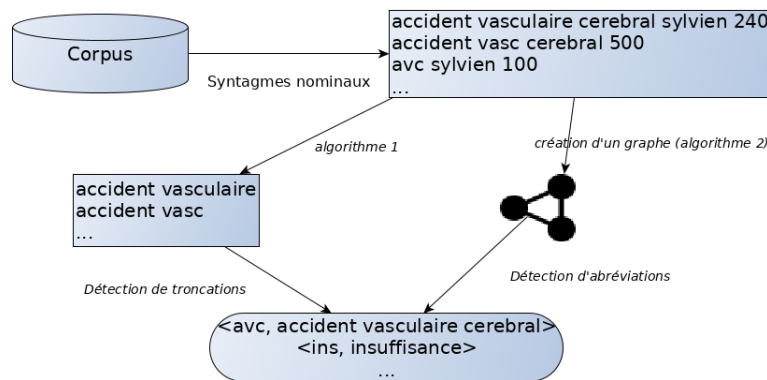 Corpus
Syntagmes nominaux
accident vasculaire cerebral sylvien 240
accident vasc cerebral 500
avc sylvien 100
...
algorithme 1
création d'un graphe (algorithme 2)
accident vasculaire
accident vasc
...
Détection de troncations
Détection d'abréviations
<avc, accident vasculaire cerebral>
<ins, insuffisance>
...